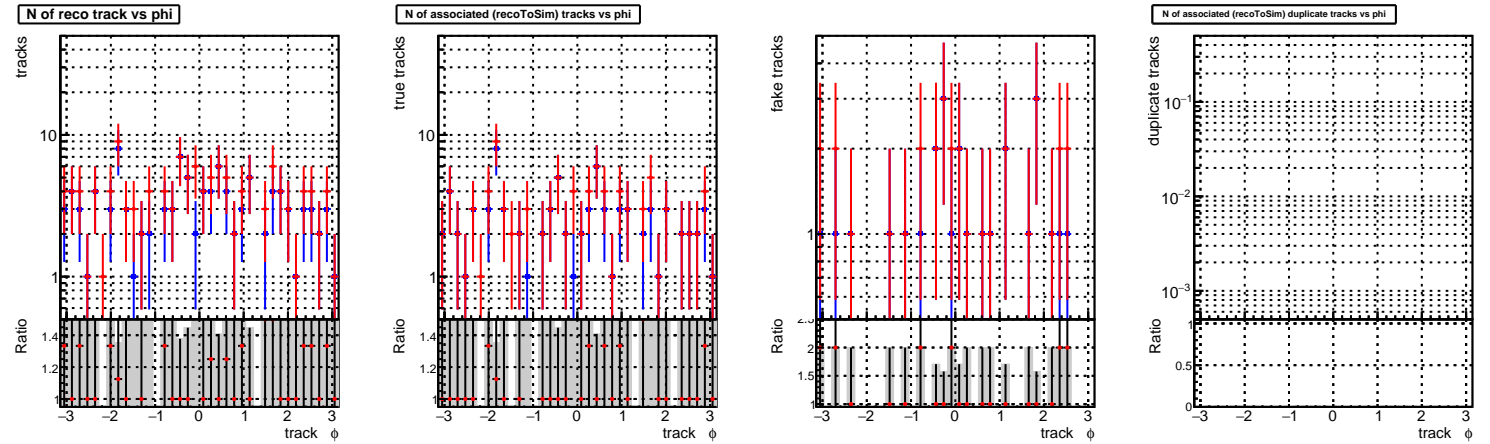 N of reco track vs phi
tracks
10
1
Ratio
1.4
1.2
1
−3 −2 −1 0 1 2 3
track φ
N of associated (recoToSim) tracks vs phi
true tracks
10
1
Ratio
1.4
1.2
1
−3 −2 −1 0 1 2 3
track φ
fake tracks
1
Ratio
2.5
2
1.5
1
−3 −2 −1 0 1 2 3
track φ
N of associated (recoToSim) duplicate tracks vs phi
duplicate tracks
10−1
10−2
10−3
Ratio
1
0.5
0
−3 −2 −1 0 1 2 3
track φ